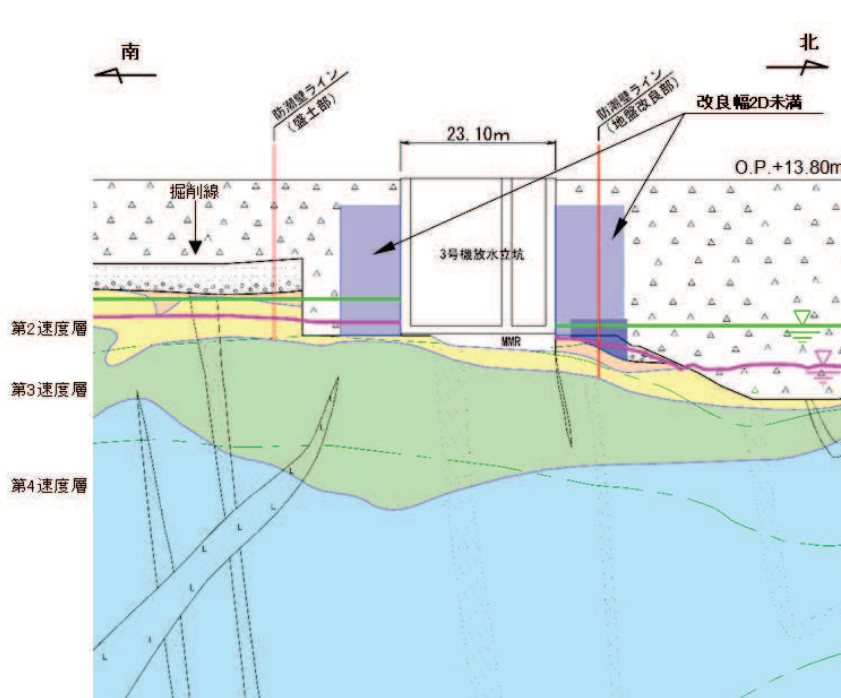 南
北
防潮壁ライン
(盛土部)
防潮壁ライン
(地盤改良部)
改良幅2D未満
23.10m
O.P.+13.80m
掘削線
3号機放水立坑
第2速度層
MMR
第3速度層
第4速度層
L
L
L
L
L
L
L
L